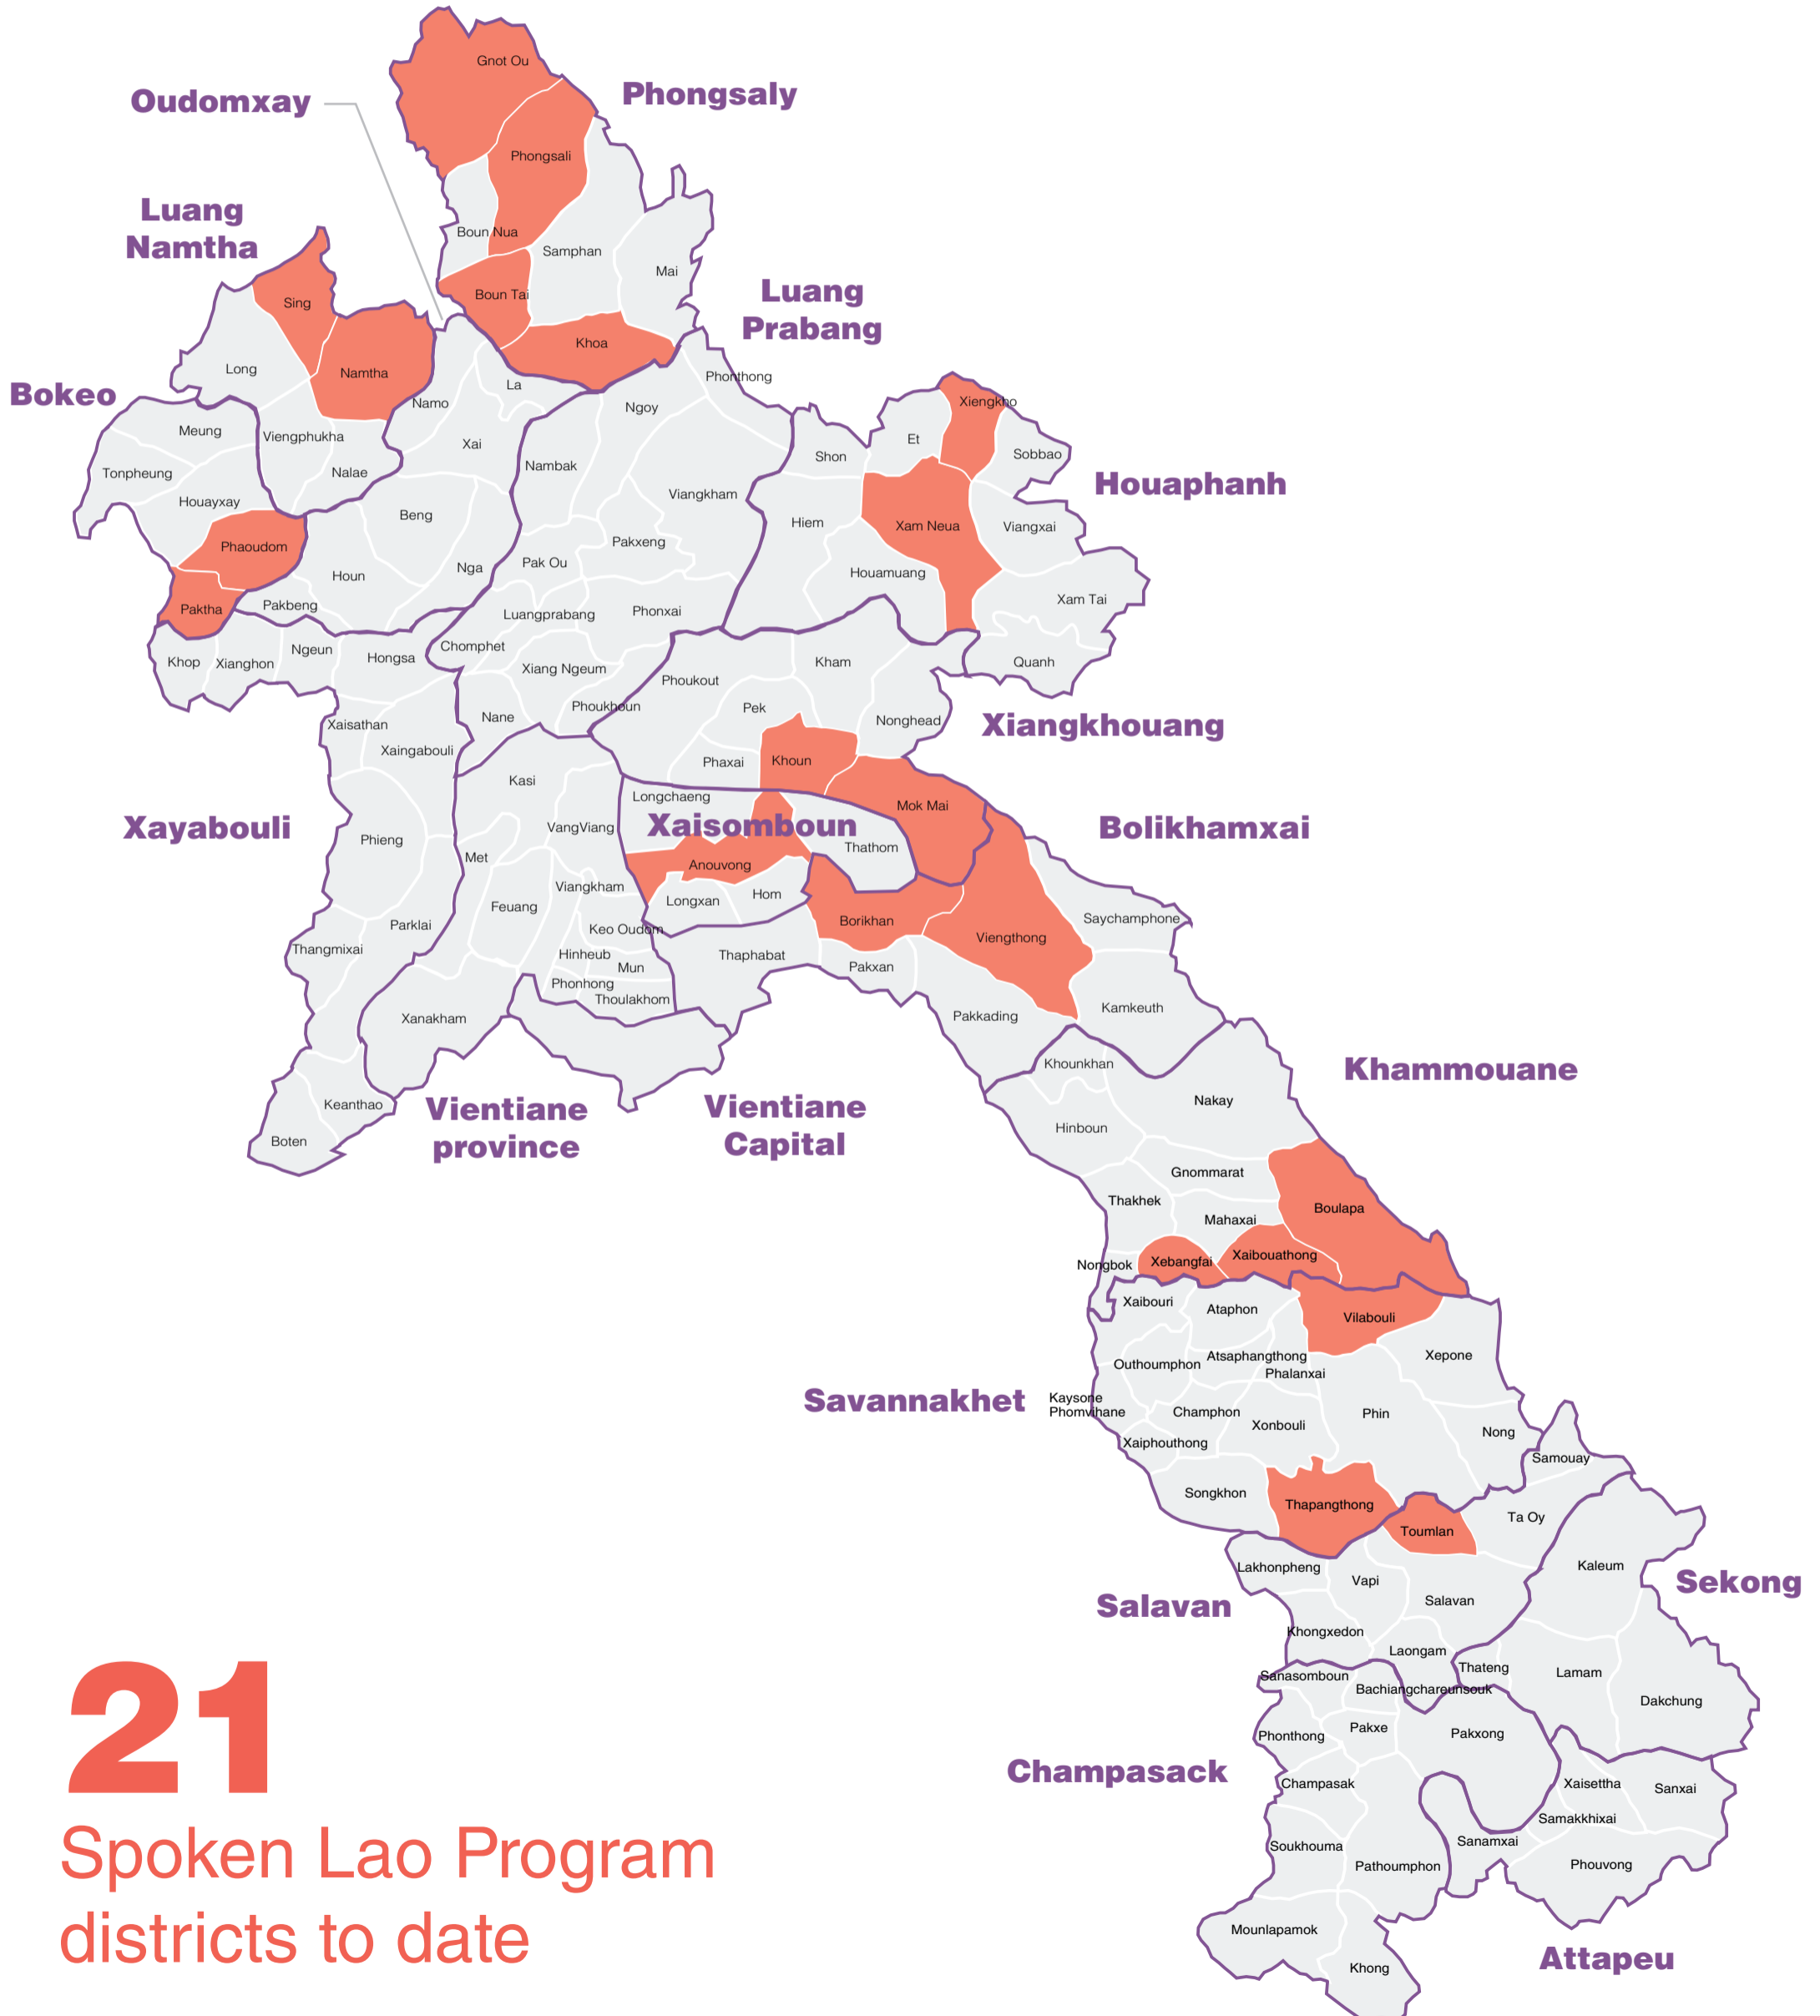 Gnot Ou
Phongsaly
Oudomxay
Phongsali
Luang
Namtha
Boun Nua
Samphan
Mai
Boun Tai
Luang
Prabang
Sing
Khoa
Long
Namtha
La
Phonthong
Bokeo
Namo
Ngoy
Xiengkho
Meung
Viengphukha
Xai
Et
Shon
Sobbao
Tonpheung
Nalae
Nambak
Houaphanh
Houayxay
Viangkham
Beng
Hiem
Xam Neua
Viangxai
Phaoudom
Pakxeng
Houn
Nga
Pak Ou
Houamuang
Paktha
Pakbeng
Luangprabang
Phonxai
Xam Tai
Khop
Xianghon
Ngeun
Hongsa
Chomphet
Xiang Ngeum
Kham
Quanh
Phoukout
Phoukhoun
Pek
Nane
Nonghead
Xiangkhouang
Xaisathan
Xaingabouli
Phaxai
Khoun
Kasi
Longchaeng
Mok Mai
Xayabouli
VangViang
Xaisomboun
Bolikhamxai
Phieng
Thathom
Met
Anouvong
Viangkham
Hom
Feuang
Longxan
Borikhan
Saychamphone
Parklai
Keo Oudom
Viengthong
Thangmixai
Hinheub
Thaphabat
Mun
Pakxan
Phonhong
Thoulakhom
Xanakham
Pakkading
Kamkeuth
Khounkhan
Khammouane
Keanthao
Nakay
Vientiane
province
Vientiane
Capital
Boten
Hinboun
Gnommarat
Thakhek
Boulapa
Mahaxai
Nongbok
Xebangfai
Xaibouathong
Xaibouri
Ataphon
Vilabouli
Outhoumphon
Atsaphangthong
Phalanxai
Xepone
Savannakhet
Kaysone
Phomvihane
Champhon
Xonbouli
Phin
Nong
Xaiphouthong
Samouay
Songkhon
Thapangthong
Toumlan
Ta Oy
Lakhonpheng
Vapi
Kaleum
Sekong
Salavan
Salavan
Khongxedon
Laongam
Thateng
Lamam
Sanasomboun
Bachiangchareunsouk
Dakchung
Phonthong
Pakxe
Pakxong
Champasack
Champasak
Xaisettha
Sanxai
Samakkhixai
Soukhouma
Sanamxai
Pathoumphon
Phouvong
Mounlapamok
Attapeu
Khong
21
Spoken Lao Program
districts to date